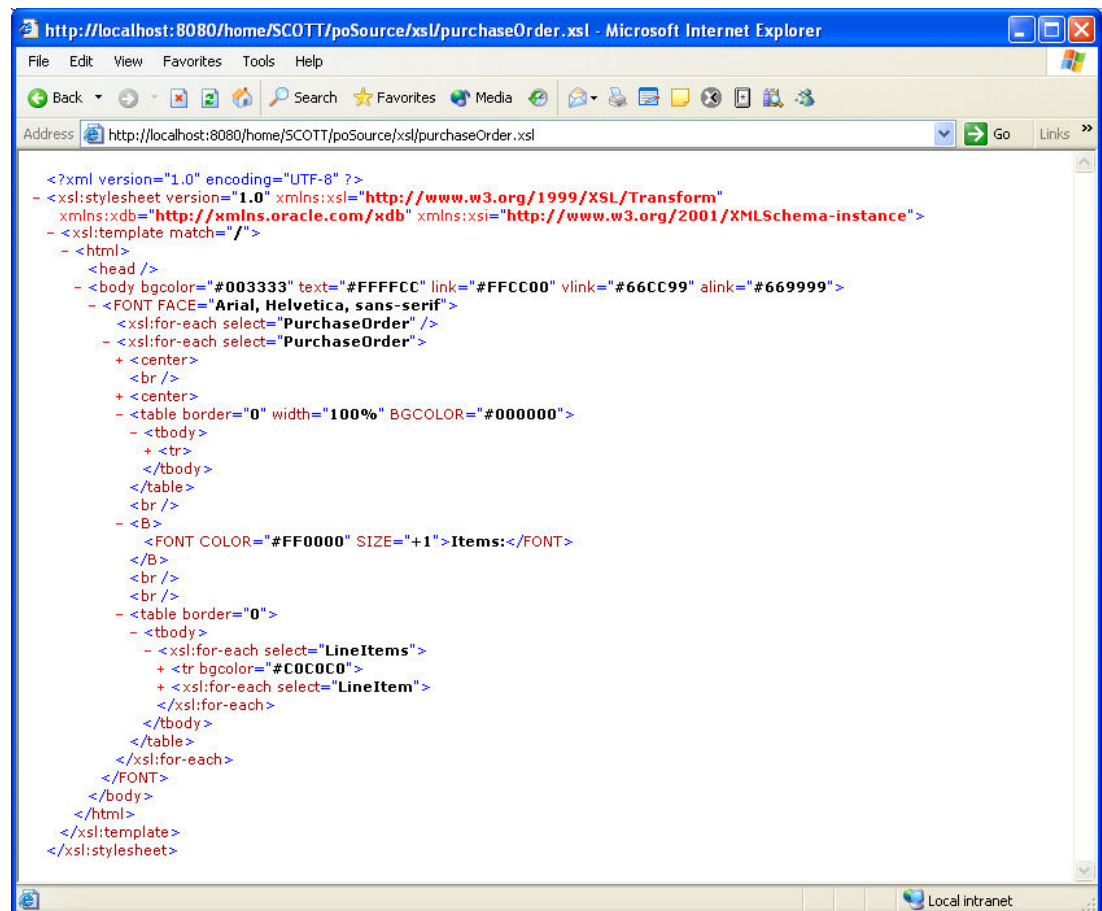 http://localhost:8080/home/SCOTT/poSource/xsl/purchaseOrder.xsl - Microsoft Internet Explorer
File Edit View Favorites Tools Help
Back Search Favorites Media
Address http://localhost:8080/home/SCOTT/poSource/xsl/purchaseOrder.xsl Go Links »
<?xml version="1.0" encoding="UTF-8" ?>
- <xsl:stylesheet version="1.0" xmlns:xsl="http://www.w3.org/1999/XSL/Transform"
xmlns:xdb="http://xmlns.oracle.com/xdb" xmlns:xsi="http://www.w3.org/2001/XMLSchema-instance">
- <xsl:template match="/">
- <html>
<head />
- <body bgcolor="#003333" text="#FFFFCC" link="#FFCC00" vlink="#66CC99" alink="#669999">
- <FONT FACE="Arial, Helvetica, sans-serif">
<xsl:for-each select="PurchaseOrder" />
- <xsl:for-each select="PurchaseOrder">
+ <center>
<br />
+ <center>
- <table border="0" width="100%" BGCOLOR="#000000">
- <tbody>
+ <tr>
</tbody>
</table>
<br />
- <B>
<FONT COLOR="#FF0000" SIZE="+1">Items:</FONT>
</B>
<br />
<br />
- <table border="0">
- <tbody>
- <xsl:for-each select="LineItems">
+ <tr bgcolor="#C0C0C0">
+ <xsl:for-each select="LineItem">
</xsl:for-each>
</tbody>
</table>
</xsl:for-each>
</FONT>
</body>
</html>
</xsl:template>
</xsl:stylesheet>
Local intranet